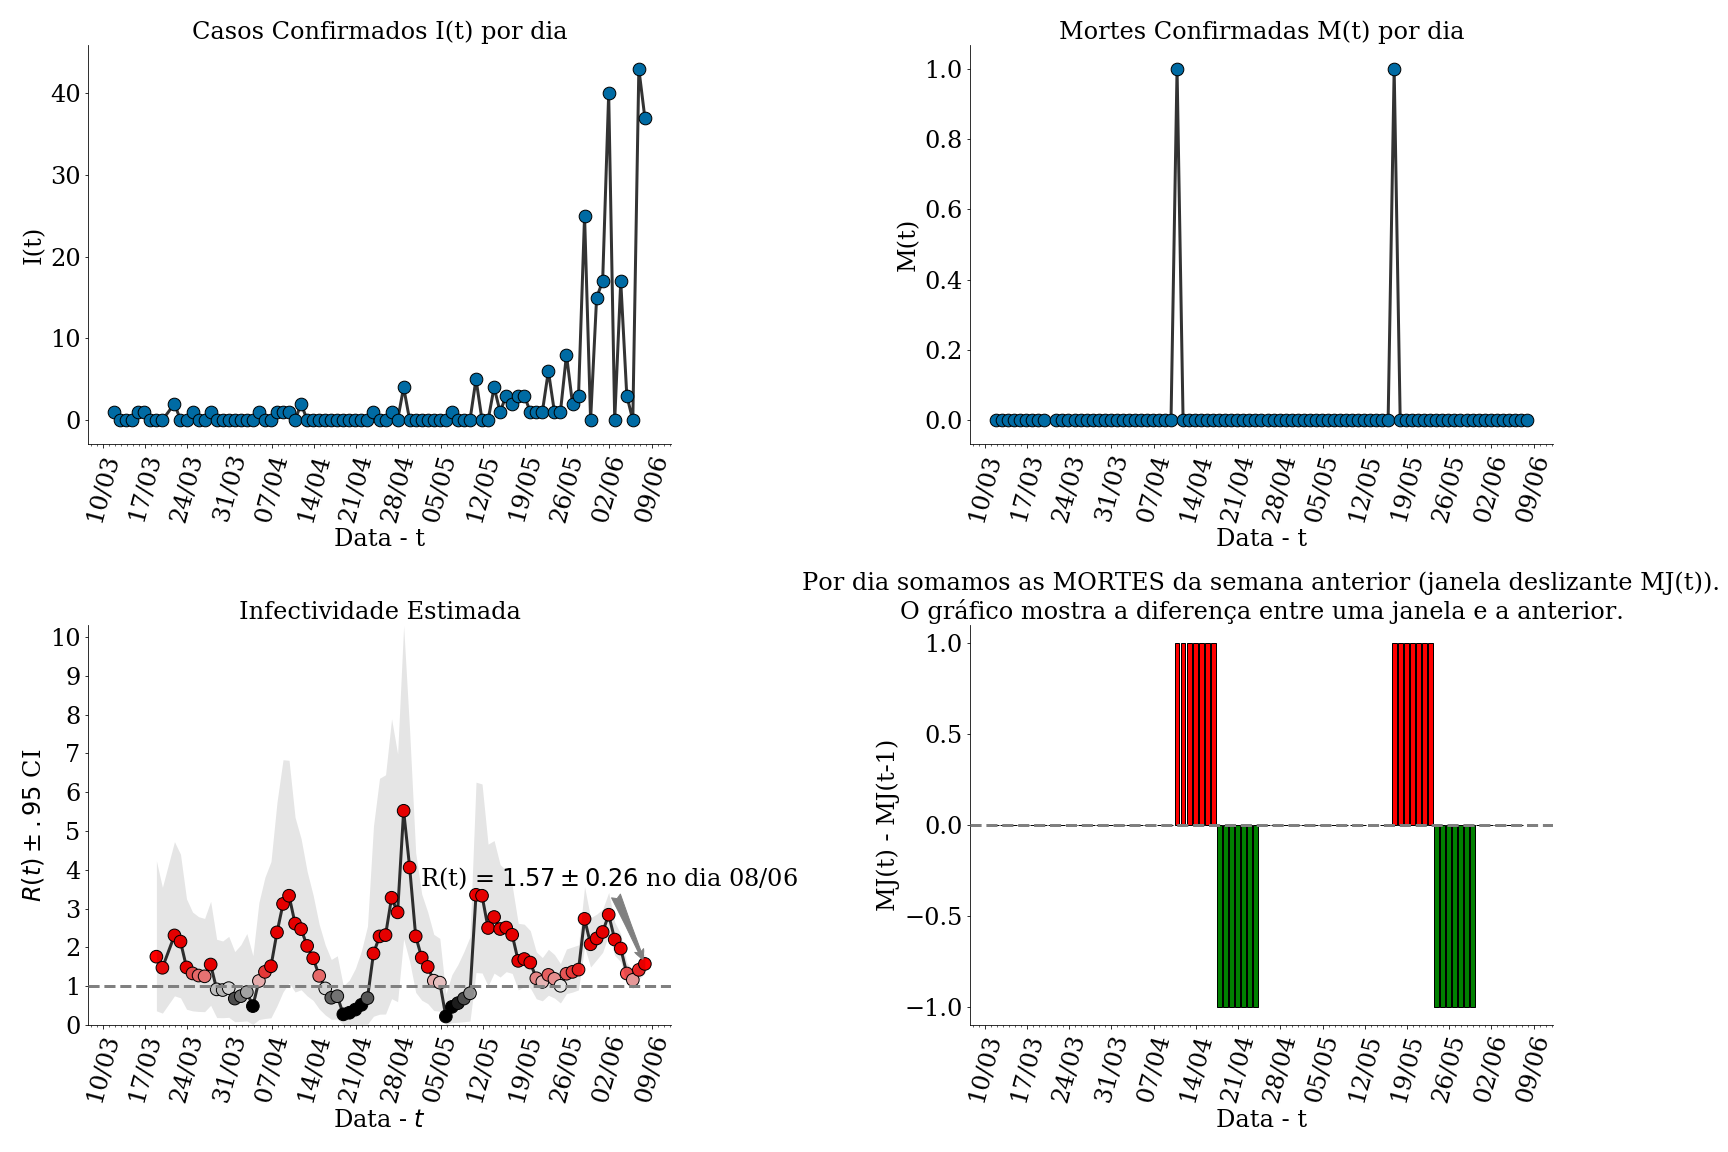 Casos Confirmados I(t) por dia
I(t)
40
30
20
10
0
10/03 17/03 24/03 31/03 07/04 14/04 21/04 28/04 05/05 12/05 19/05 26/05 02/06 09/06
Data - t
Mortes Confirmadas M(t) por dia
M(t)
1.0
0.8
0.6
0.4
0.2
0.0
10/03 17/03 24/03 31/03 07/04 14/04 21/04 28/04 05/05 12/05 19/05 26/05 02/06 09/06
Data - t
Infectividade Estimada
R(t) ± .95 CI
10
9
8
7
6
5
4
3
2
1
0
R(t) = 1.57 ± 0.26 no dia 08/06
10/03 17/03 24/03 31/03 07/04 14/04 21/04 28/04 05/05 12/05 19/05 26/05 02/06 09/06
Data - t
Por dia somamos as MORTES da semana anterior (janela deslizante MJ(t)).
O gráfico mostra a diferença entre uma janela e a anterior.
MJ(t) - MJ(t-1)
1.0
0.5
0.0
−0.5
−1.0
10/03 17/03 24/03 31/03 07/04 14/04 21/04 28/04 05/05 12/05 19/05 26/05 02/06 09/06
Data - t